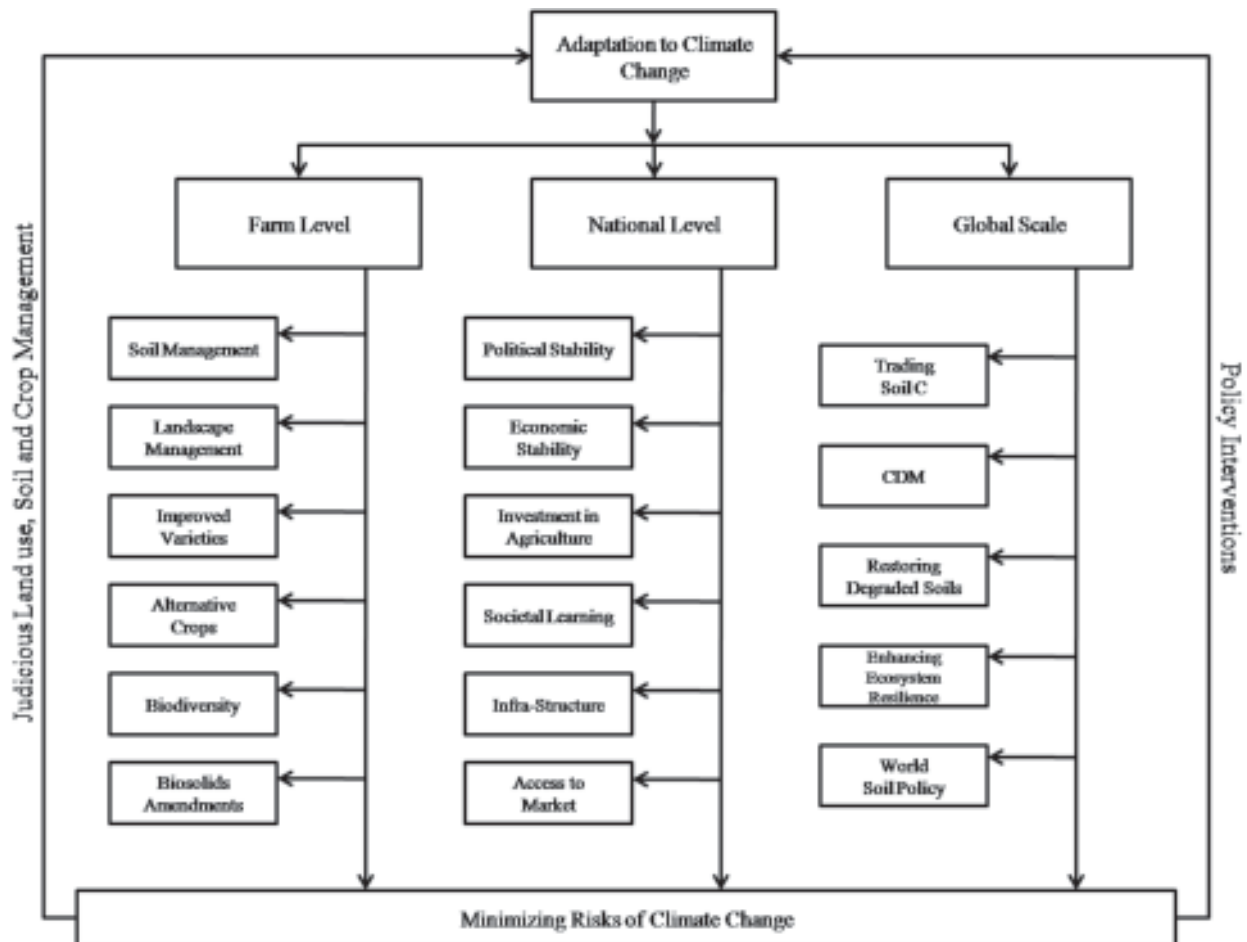 Adaptation to Climate
Change
Farm Level
National Level
Global Scale
Judicious Land use, Soil and Crop Management
Soil Management
Landscape
Management
Improved
Varieties
Alternative
Crops
Biodiversity
Biosolids
Amendments
Political Stability
Economic
Stability
Investment in
Agriculture
Societal Learning
Infra-Structure
Access to
Market
Trading
Soil C
CDM
Restoring
Degraded Soils
Enhancing
Ecosystem
Resilience
World
Soil Policy
Policy Interventions
Minimizing Risks of Climate Change